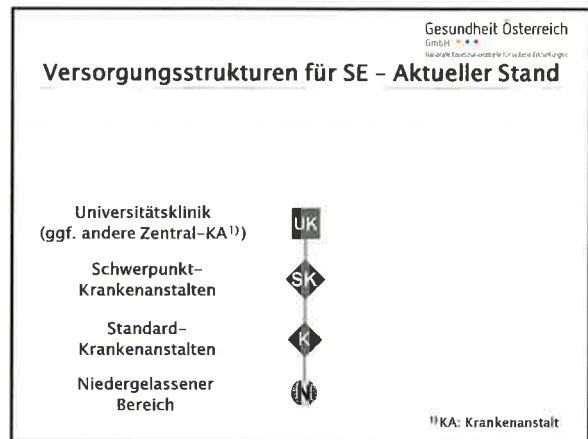 Gesundheit Österreich
GmbH
Versorgungsstrukturen für SE – Aktueller Stand
Universitätsklinik
(ggf. andere Zentral-KA¹⁾)
UK
Schwerpunkt-
Krankenanstalten
SK
Standard-
Krankenanstalten
K
Niedergelassener
Bereich
N
¹⁾KA: Krankenanstalt